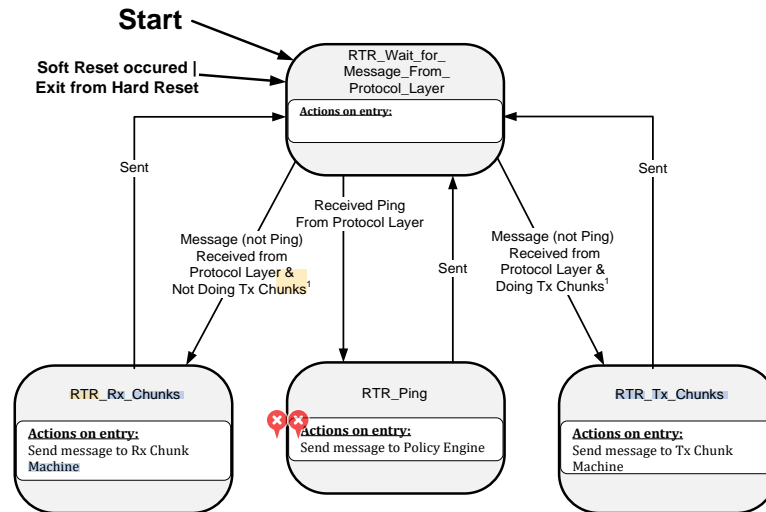 Start
Soft Reset occured |
Exit from Hard Reset
RTR_Wait_for_
Message_From_
Protocol_Layer
Actions on entry:
Sent
Message (not Ping)
Received from
Protocol Layer &
Not Doing Tx Chunks¹
Received Ping
From Protocol Layer
Sent
Message (not Ping)
Received from
Protocol Layer &
Doing Tx Chunks¹
Sent
RTR_Rx_Chunks
Actions on entry:
Send message to Rx Chunk
Machine
RTR_Ping
Actions on entry:
Send message to Policy Engine
RTR_Tx_Chunks
Actions on entry:
Send message to Tx Chunk
Machine